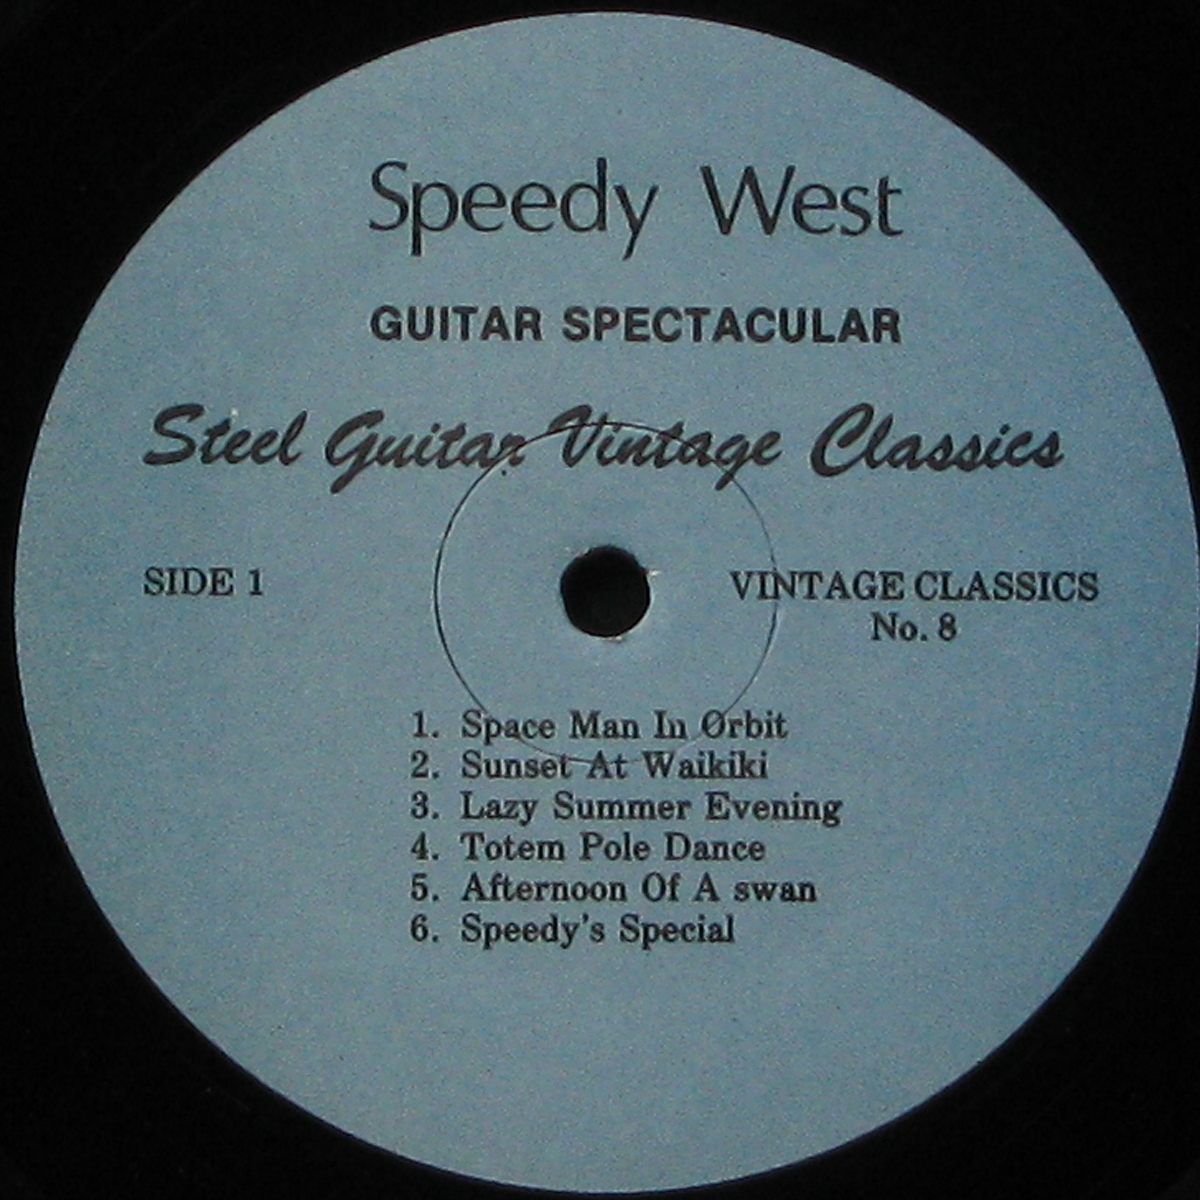 Speedy West
GUITAR SPECTACULAR
Steel Guitar Vintage Classics
SIDE 1
VINTAGE CLASSICS
No. 8
1. Space Man In Orbit
2. Sunset At Waikiki
3. Lazy Summer Evening
4. Totem Pole Dance
5. Afternoon Of A swan
6. Speedy's Special